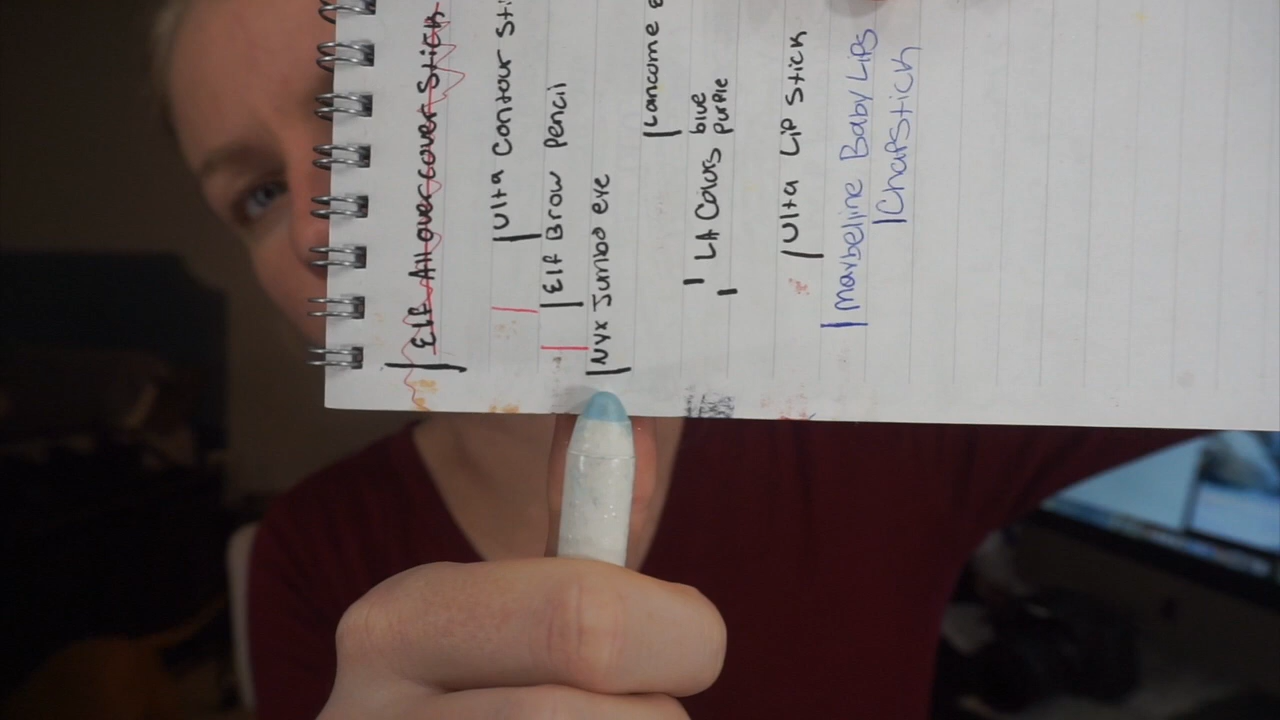 Elf All over cover Stick
Ulta Contour Sti
Elf Brow Pencil
Nyx Jumbo eye
Lancome e
LA Colors blue
purple
Ulta Lip Stick
Maybeline Baby Lips
Chapstick